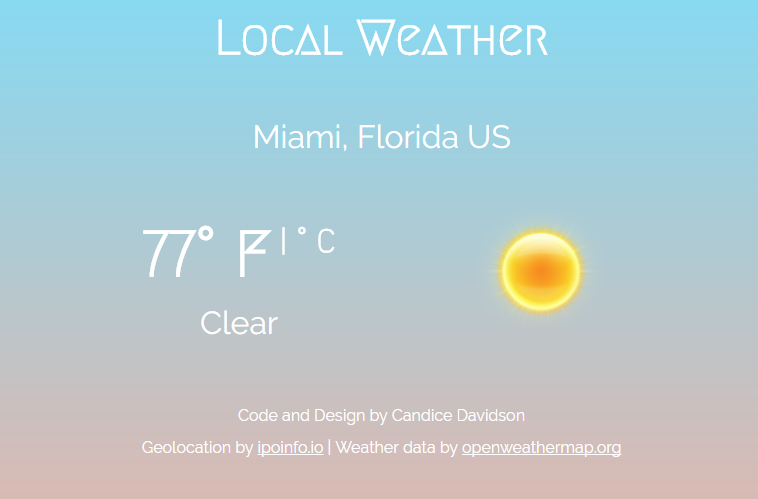 Local Weather
Miami, Florida US
77° F | ° C
Clear
Code and Design by Candice Davidson
Geolocation by ipoinfo.io | Weather data by openweathermap.org